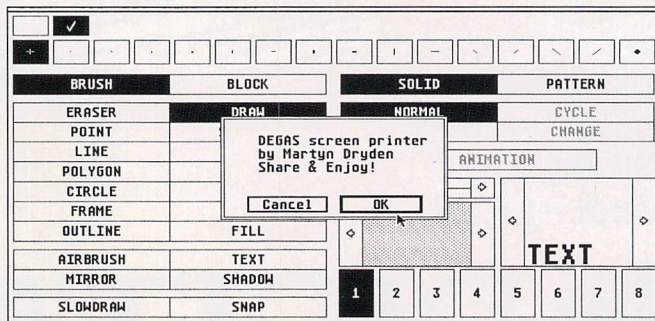 BRUSH BLOCK SOLID PATTERN
ERASER DRAW NORMAL CYCLE
POINT CHANGE
LINE
POLYGON ANIMATION
CIRCLE
FRAME
OUTLINE FILL
DEGAS screen printer
by Martyn Dryden
Share & Enjoy!
Cancel OK
TEXT
AIRBRUSH TEXT
MIRROR SHADOW
SLOWDRAW SNAP
1 2 3 4 5 6 7 8